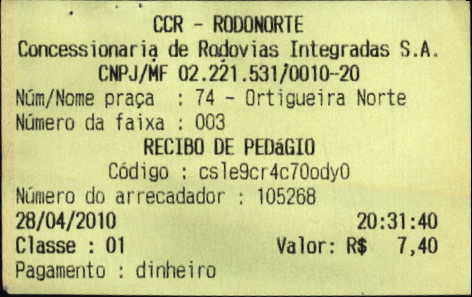 CCR - RODONORTE
Concessionaria de Rodovias Integradas S.A.
CNPJ/MF 02.221.531/0010-20
Núm/Nome praça : 74 - Ortigueira Norte
Número da faixa : 003
RECIBO DE PEDáGIO
Código : csle9cr4c70ody0
Número do arrecadador : 105268
28/04/2010 20:31:40
Classe : 01 Valor: R$ 7,40
Pagamento : dinheiro